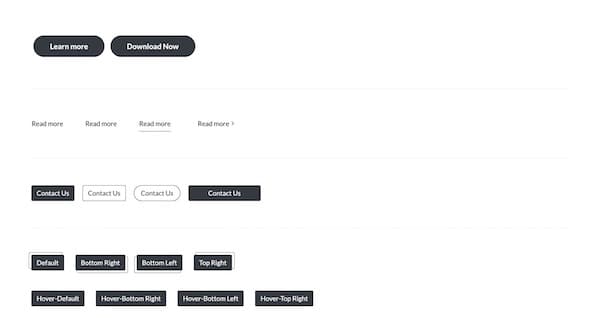 Learn more Download Now
Read more Read more Read more Read more >
Contact Us Contact Us Contact Us Contact Us
Default Bottom Right Bottom Left Top Right
Hover-Default Hover-Bottom Right Hover-Bottom Left Hover-Top Right